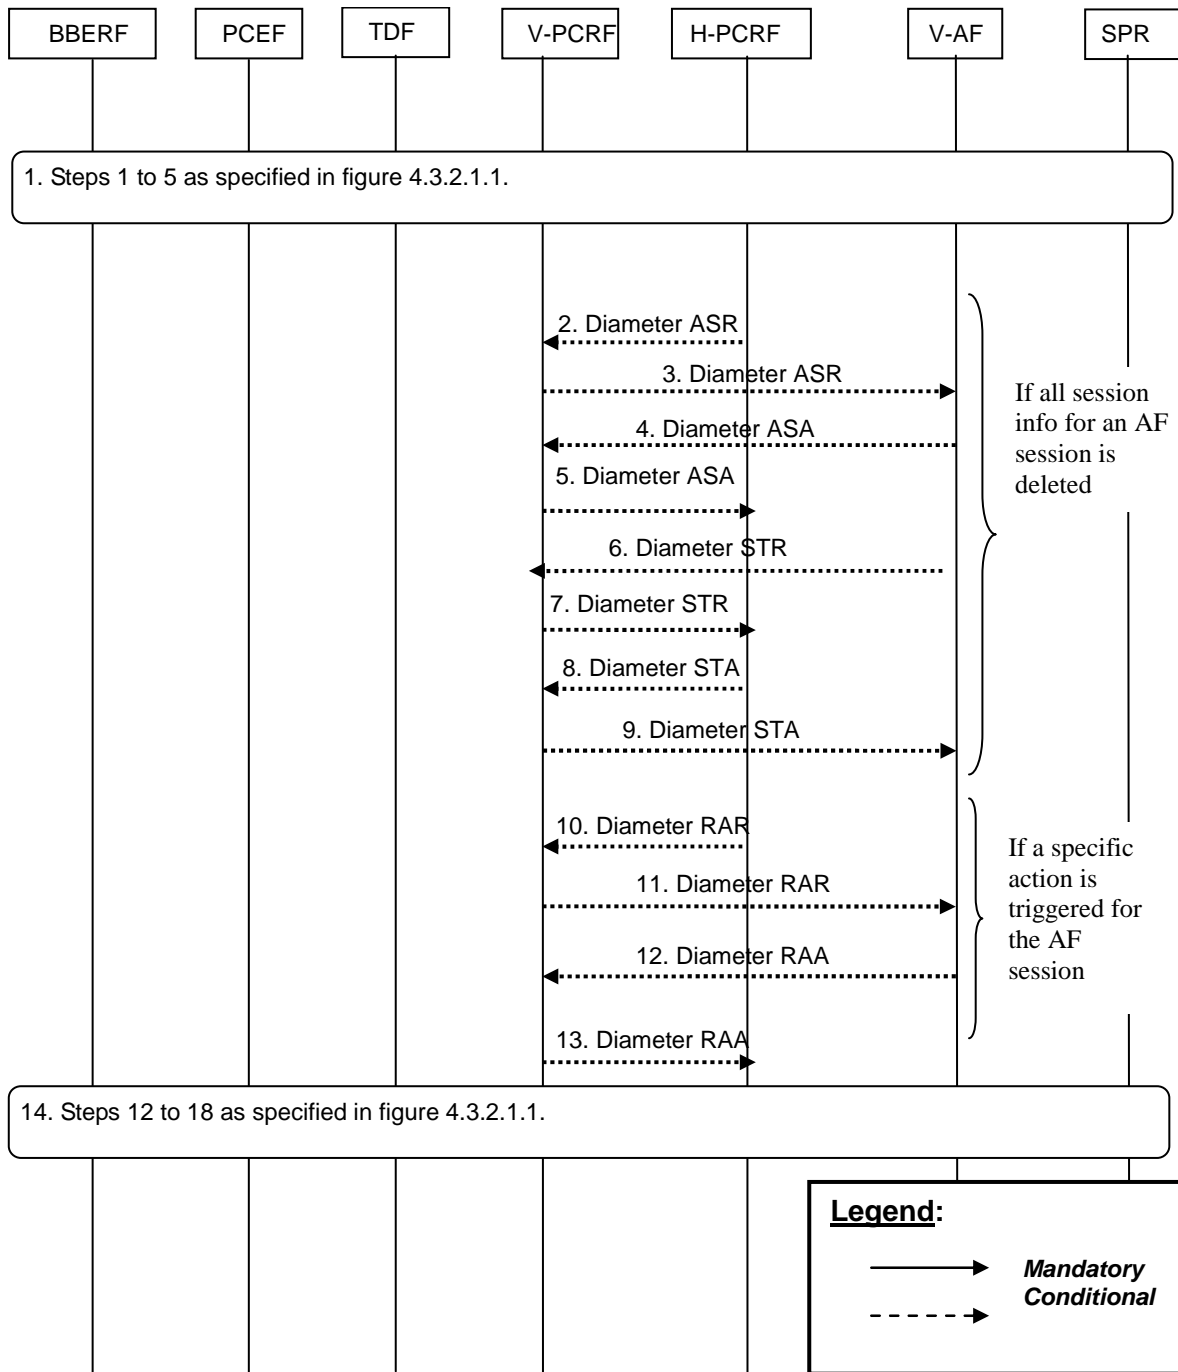 BBERF
PCEF
TDF
V-PCRF
H-PCRF
V-AF
SPR
1. Steps 1 to 5 as specified in figure 4.3.2.1.1.
2. Diameter ASR
3. Diameter ASR
4. Diameter ASA
5. Diameter ASA
6. Diameter STR
7. Diameter STR
8. Diameter STA
9. Diameter STA
If all session
info for an AF
session is
deleted
10. Diameter RAR
11. Diameter RAR
12. Diameter RAA
13. Diameter RAA
If a specific
action is
triggered for
the AF
session
14. Steps 12 to 18 as specified in figure 4.3.2.1.1.
Legend:
Mandatory
Conditional